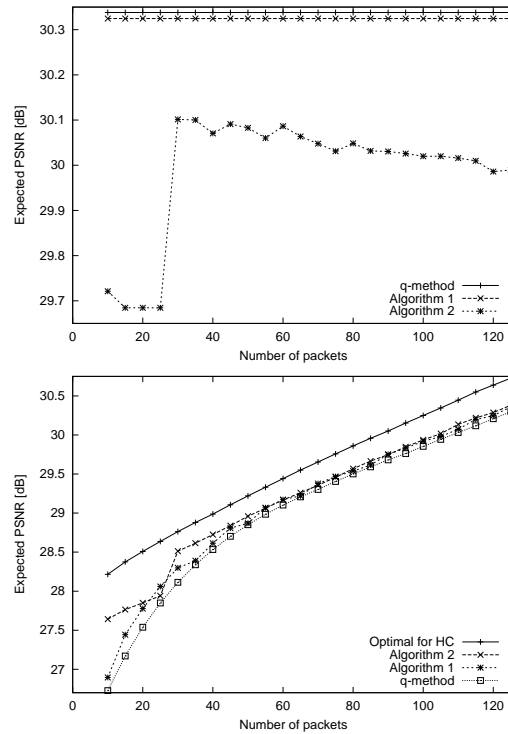 30.3
30.2
30.1
30
29.9
29.8
29.7
Expected PSNR [dB]
0 20 40 60 80 100 120
Number of packets
q-method
Algorithm 1
Algorithm 2
30.5
30
29.5
29
28.5
28
27.5
27
Expected PSNR [dB]
0 20 40 60 80 100 120
Number of packets
Optimal for HC
Algorithm 2
Algorithm 1
q-method